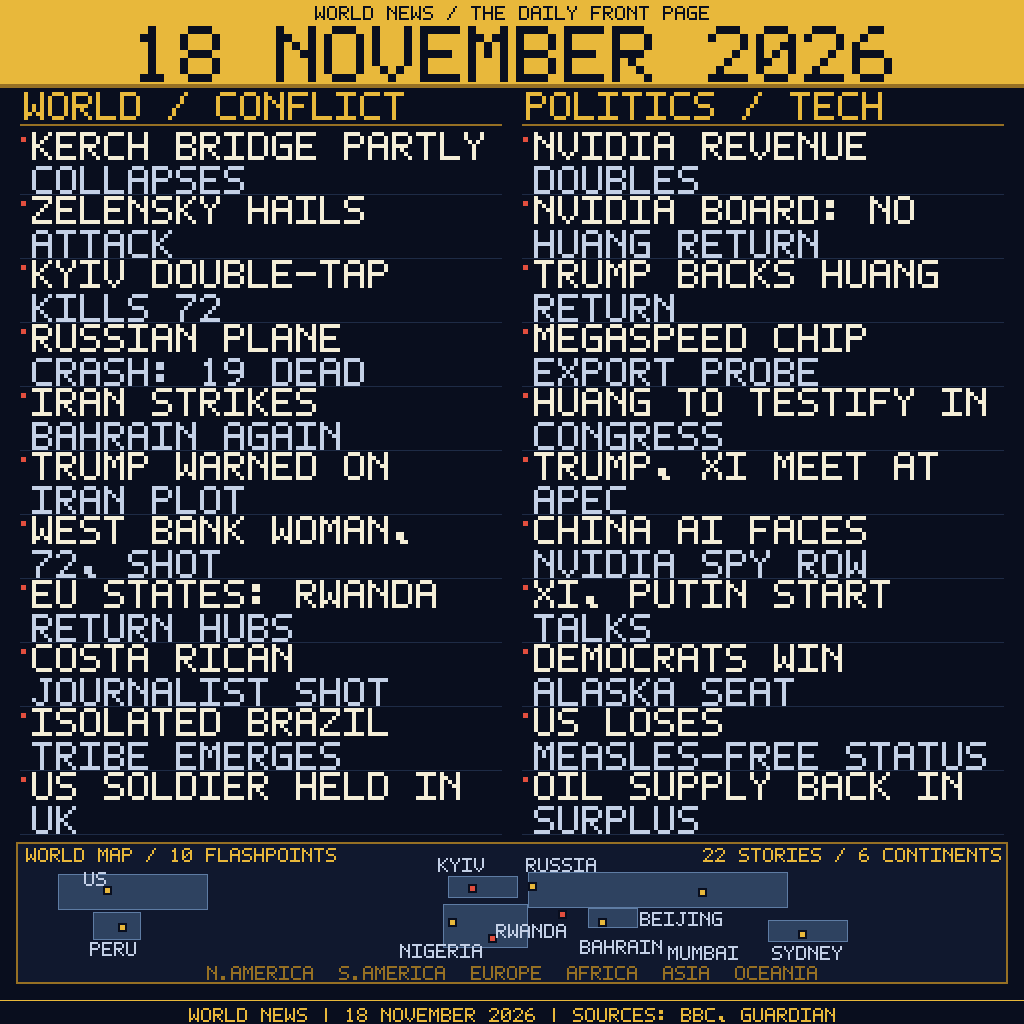 WORLD NEWS / THE DAILY FRONT PAGE
18 NOVEMBER 2026
WORLD / CONFLICT
KERCH BRIDGE PARTLY
COLLAPSES
ZELENSKY HAILS
ATTACK
KYIV DOUBLE-TAP
KILLS 72
RUSSIAN PLANE
CRASH: 19 DEAD
IRAN STRIKES
BAHRAIN AGAIN
TRUMP WARNED ON
IRAN PLOT
WEST BANK WOMAN,
72, SHOT
EU STATES: RWANDA
RETURN HUBS
COSTA RICAN
JOURNALIST SHOT
ISOLATED BRAZIL
TRIBE EMERGES
US SOLDIER HELD IN
UK
POLITICS / TECH
NVIDIA REVENUE
DOUBLES
NVIDIA BOARD: NO
HUANG RETURN
TRUMP BACKS HUANG
RETURN
MEGASPEED CHIP
EXPORT PROBE
HUANG TO TESTIFY IN
CONGRESS
TRUMP, XI MEET AT
APEC
CHINA AI FACES
NVIDIA SPY ROW
XI, PUTIN START
TALKS
DEMOCRATS WIN
ALASKA SEAT
US LOSES
MEASLES-FREE STATUS
OIL SUPPLY BACK IN
SURPLUS
WORLD MAP / 10 FLASHPOINTS
22 STORIES / 6 CONTINENTS
US
KYIV
RUSSIA
PERU
NIGERIA
RWANDA
BAHRAIN
BEIJING
MUMBAI
SYDNEY
N.AMERICA S.AMERICA EUROPE AFRICA ASIA OCEANIA
WORLD NEWS | 18 NOVEMBER 2026 | SOURCES: BBC, GUARDIAN